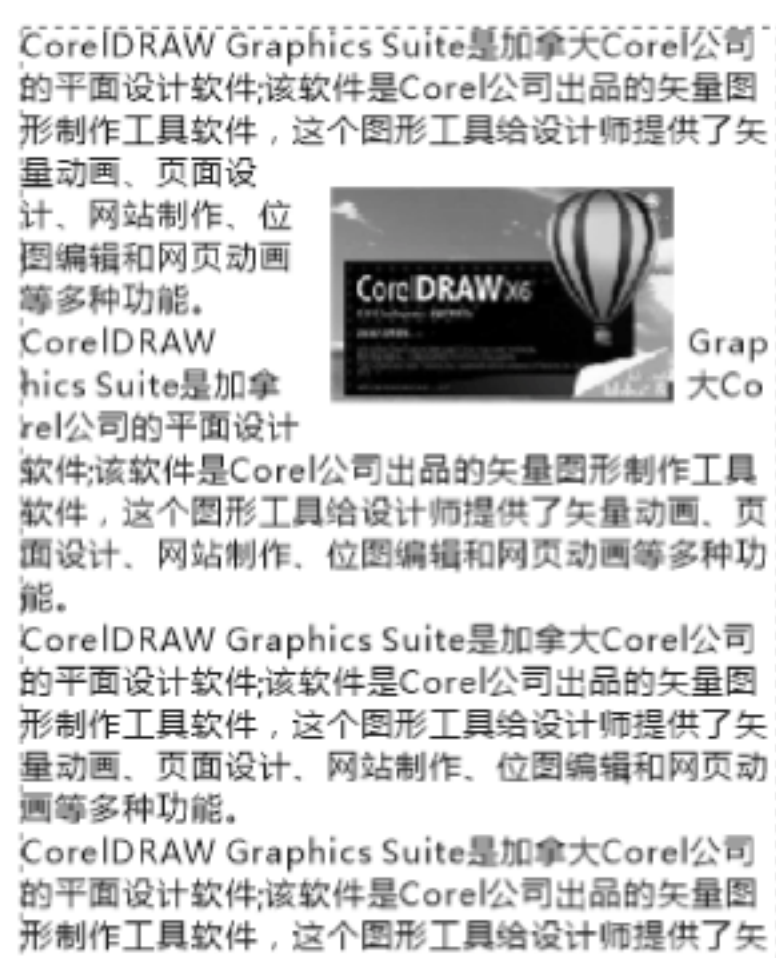 CorelDRAW Graphics Suite是加拿大Corel公司
的平面设计软件;该软件是Corel公司出品的矢量图
形制作工具软件，这个图形工具给设计师提供了矢
量动画、页面设
计、网站制作、位
图编辑和网页动画
等多种功能。
CorelDRAW Grap
hics Suite是加拿 大Co
rel公司的平面设计
CorelDRAW X6
软件;该软件是Corel公司出品的矢量图形制作工具
软件，这个图形工具给设计师提供了矢量动画、页
面设计、网站制作、位图编辑和网页动画等多种功
能。
CorelDRAW Graphics Suite是加拿大Corel公司
的平面设计软件;该软件是Corel公司出品的矢量图
形制作工具软件，这个图形工具给设计师提供了矢
量动画、页面设计、网站制作、位图编辑和网页动
画等多种功能。
CorelDRAW Graphics Suite是加拿大Corel公司
的平面设计软件;该软件是Corel公司出品的矢量图
形制作工具软件，这个图形工具给设计师提供了矢